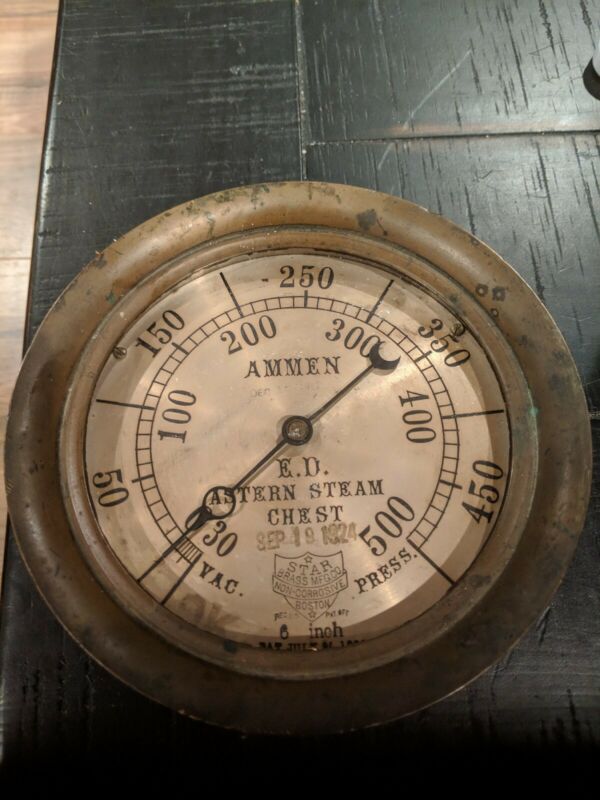 250
150
200
300
350
AMMEN
100
400
50
E.D.
450
ASTERN STEAM
CHEST
30
SEP 19 1924
500
VAC.
PRESS.
STAR
BRASS MFG. CO.
NON-CORROSIVE
BOSTON
6 inch